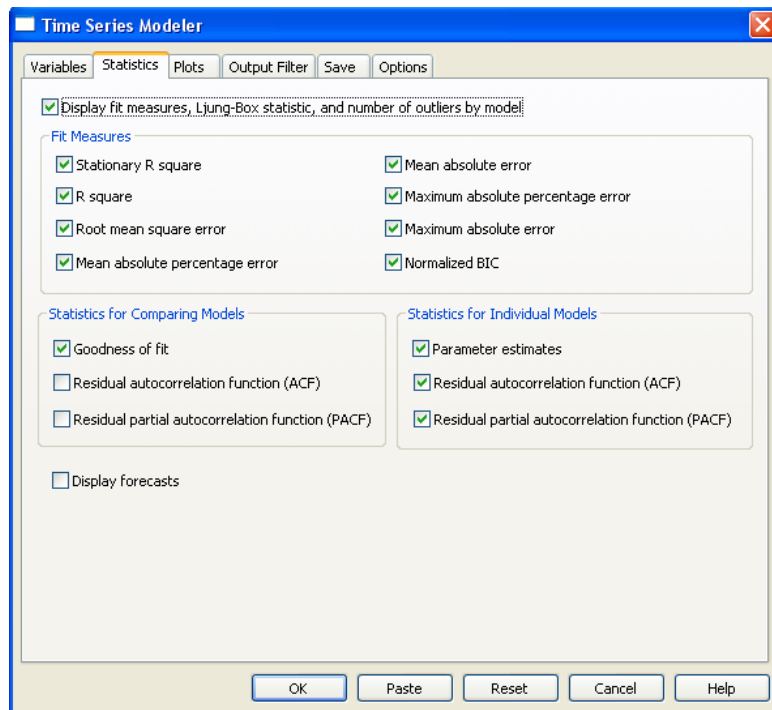 Time Series Modeler
Variables Statistics Plots Output Filter Save Options
Display fit measures, Ljung-Box statistic, and number of outliers by model
Fit Measures
Stationary R square
R square
Root mean square error
Mean absolute percentage error
Mean absolute error
Maximum absolute percentage error
Maximum absolute error
Normalized BIC
Statistics for Comparing Models
Goodness of fit
Residual autocorrelation function (ACF)
Residual partial autocorrelation function (PACF)
Statistics for Individual Models
Parameter estimates
Residual autocorrelation function (ACF)
Residual partial autocorrelation function (PACF)
Display forecasts
OK Paste Reset Cancel Help